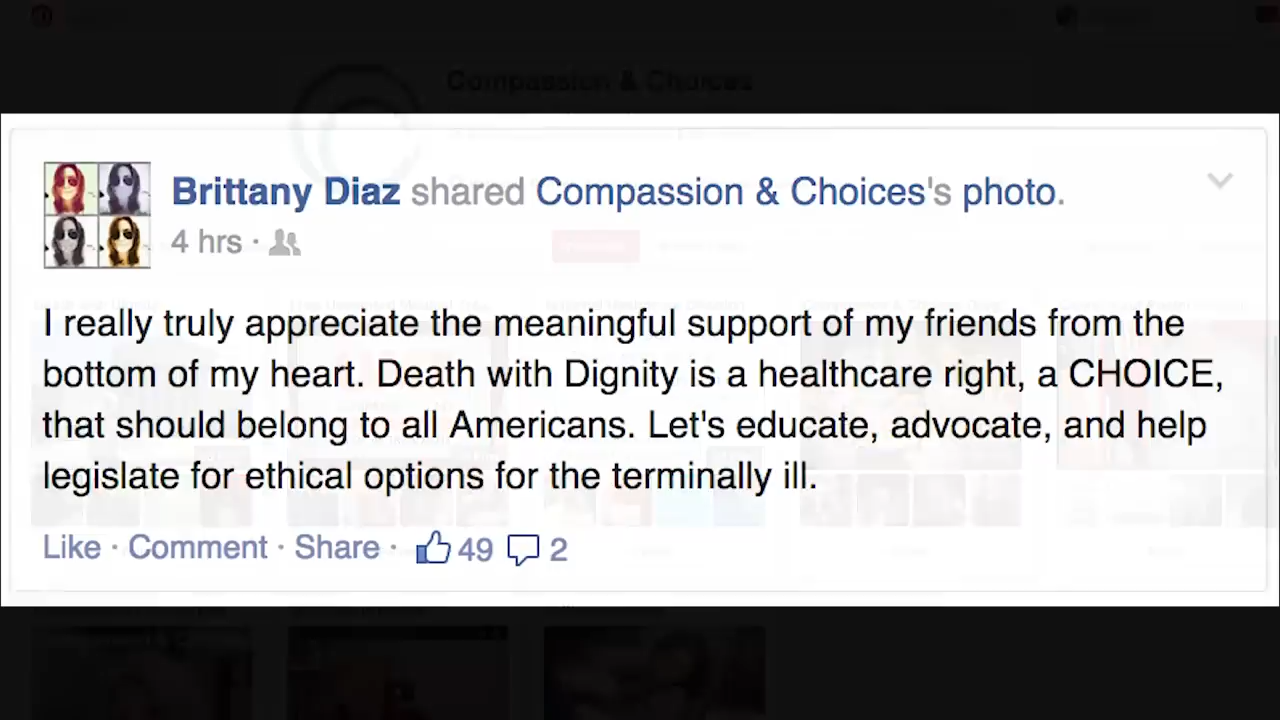 Compassion & Choices
Brittany Diaz shared Compassion & Choices's photo.
4 hrs ·
I really truly appreciate the meaningful support of my friends from the
bottom of my heart. Death with Dignity is a healthcare right, a CHOICE,
that should belong to all Americans. Let's educate, advocate, and help
legislate for ethical options for the terminally ill.
Like · Comment · Share · 49 2